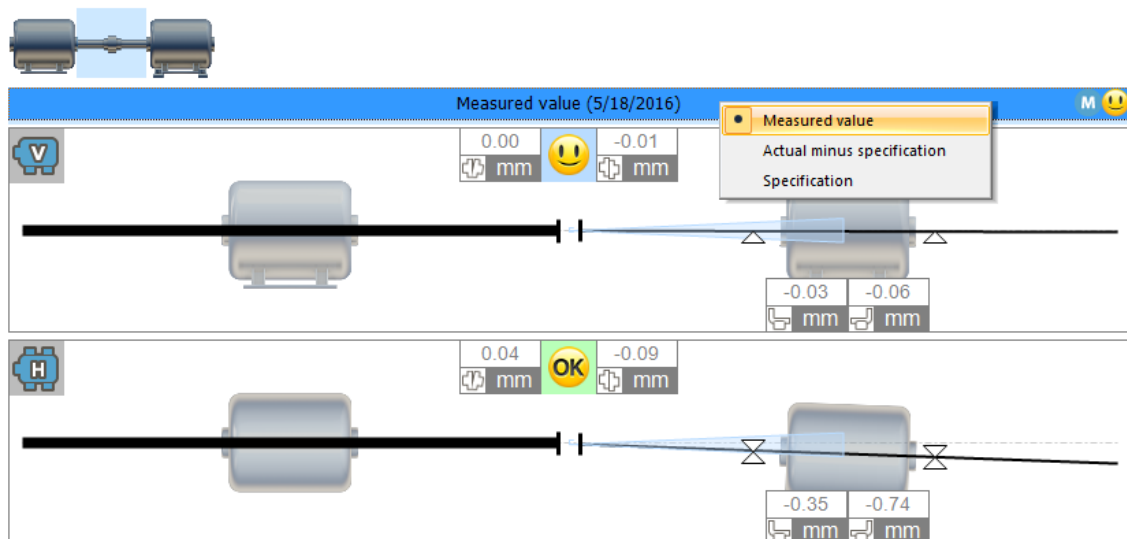 Measured value (5/18/2016)
M
Measured value
Actual minus specification
Specification
V
0.00
mm
-0.01
mm
-0.03
mm
-0.06
mm
H
0.04
mm
OK
-0.09
mm
-0.35
mm
-0.74
mm